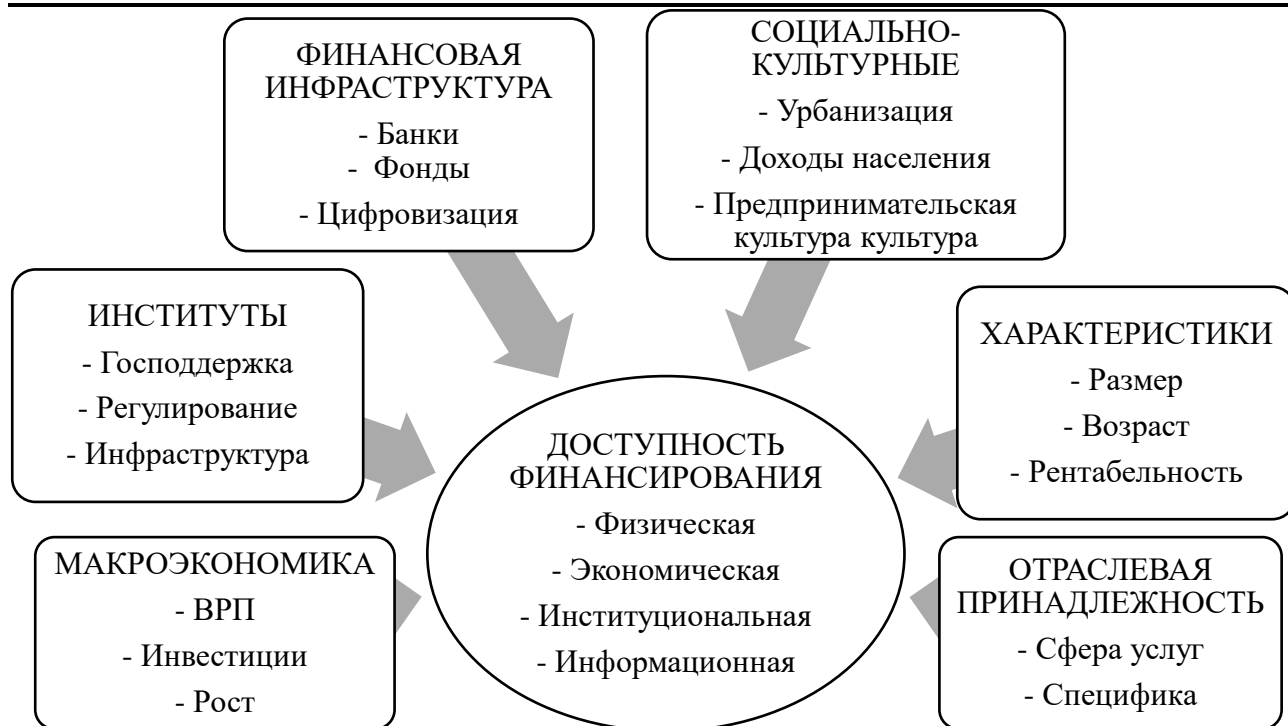 ФИНАНСОВАЯ
ИНФРАСТРУКТУРА
- Банки
- Фонды
- Цифровизация
СОЦИАЛЬНО-
КУЛЬТУРНЫЕ
- Урбанизация
- Доходы населения
- Предпринимательская
культура культура
ИНСТИТУТЫ
- Господдержка
- Регулирование
- Инфраструктура
ХАРАКТЕРИСТИКИ
- Размер
- Возраст
- Рентабельность
ДОСТУПНОСТЬ
ФИНАНСИРОВАНИЯ
- Физическая
- Экономическая
- Институциональная
- Информационная
МАКРОЭКОНОМИКА
- ВРП
- Инвестиции
- Рост
ОТРАСЛЕВАЯ
ПРИНАДЛЕЖНОСТЬ
- Сфера услуг
- Специфика